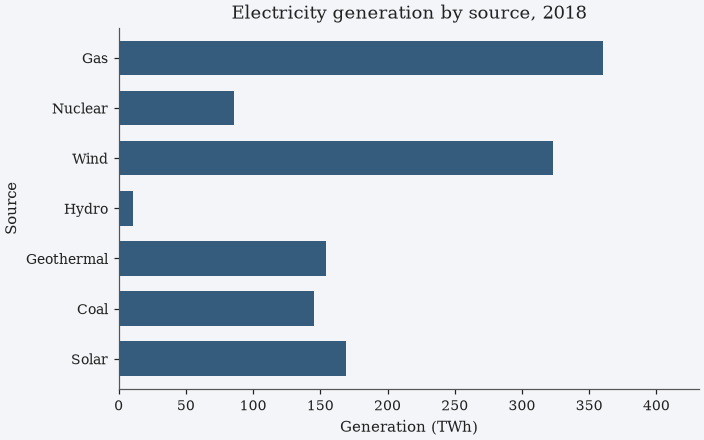 Electricity generation by source, 2018
Source
Gas
Nuclear
Wind
Hydro
Geothermal
Coal
Solar
0 50 100 150 200 250 300 350 400
Generation (TWh)